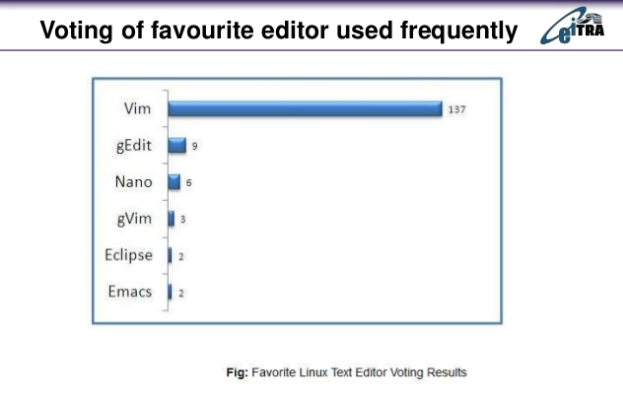 Voting of favourite editor used frequently
eiTRA
Vim 137
gEdit 9
Nano 6
gVim 3
Eclipse 2
Emacs 2
Fig: Favorite Linux Text Editor Voting Results